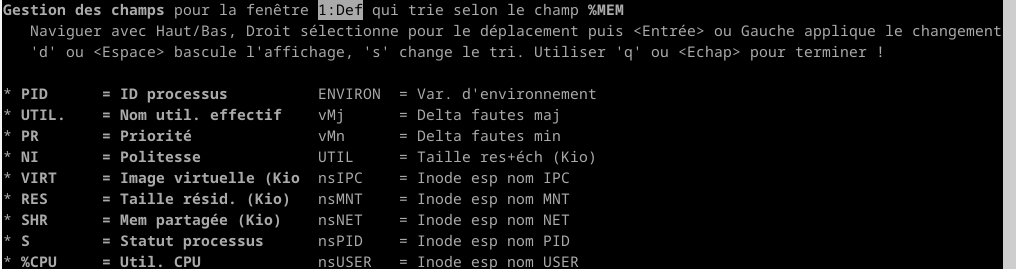 Gestion des champs pour la fenêtre 1:Def qui trie selon le champ %MEM
Naviguer avec Haut/Bas, Droit sélectionne pour le déplacement puis <Entrée> ou Gauche applique le changement
'd' ou <Espace> bascule l'affichage, 's' change le tri. Utiliser 'q' ou <Echap> pour terminer !
* PID = ID processus ENVIRON = Var. d'environnement
* UTIL. = Nom util. effectif vMj = Delta fautes maj
* PR = Priorité vMn = Delta fautes min
* NI = Politesse UTIL = Taille res+éch (Kio)
* VIRT = Image virtuelle (Kio nsIPC = Inode esp nom IPC
* RES = Taille résid. (Kio) nsMNT = Inode esp nom MNT
* SHR = Mem partagée (Kio) nsNET = Inode esp nom NET
* S = Statut processus nsPID = Inode esp nom PID
* %CPU = Util. CPU nsUSER = Inode esp nom USER